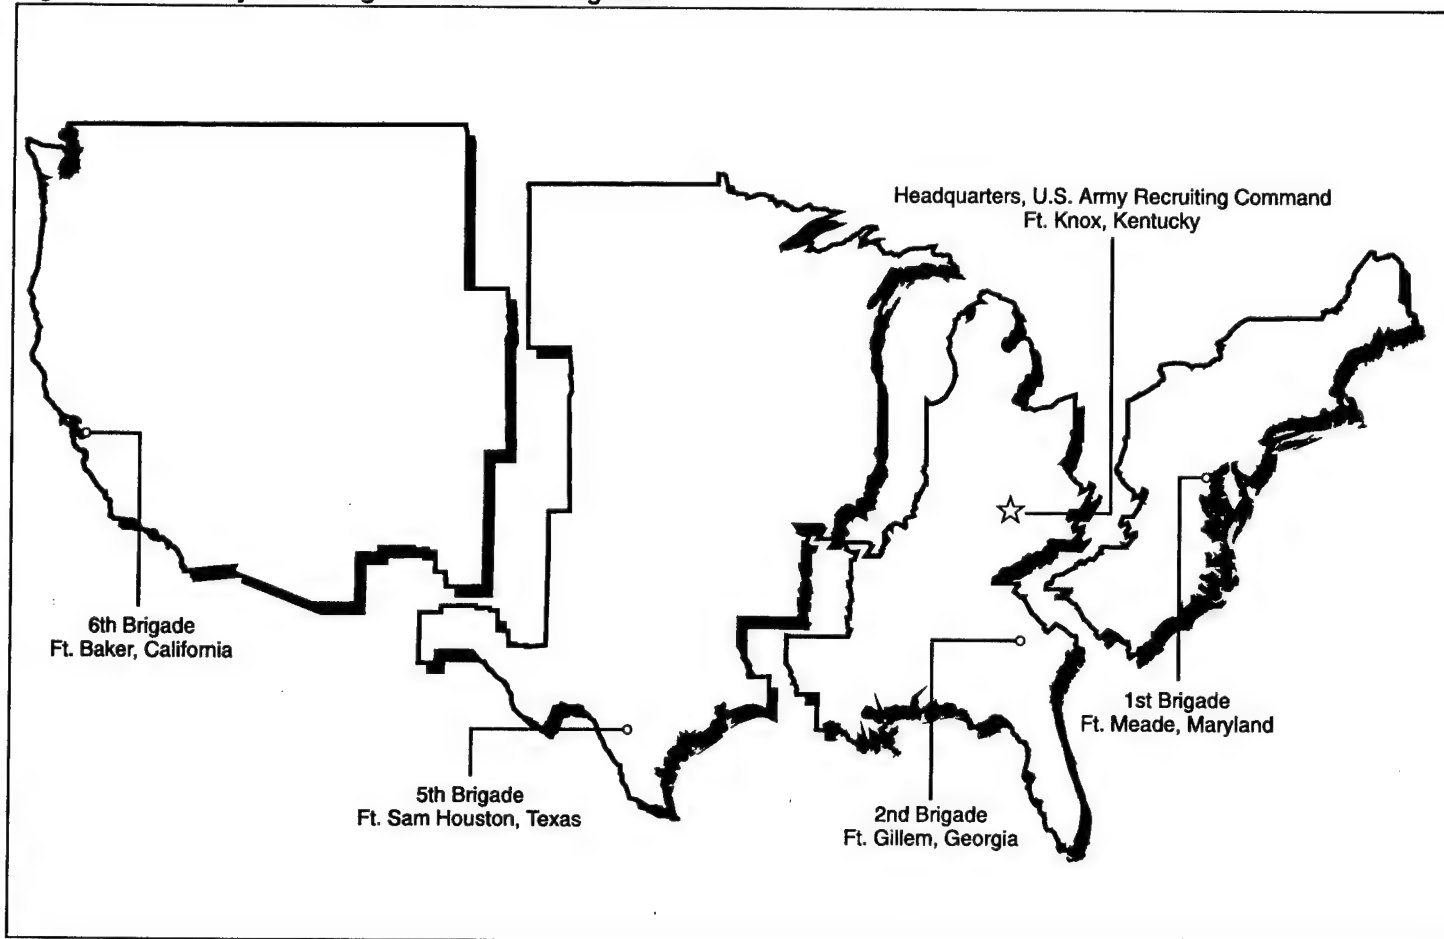 Headquarters, U.S. Army Recruiting Command
Ft. Knox, Kentucky
6th Brigade
Ft. Baker, California
1st Brigade
Ft. Meade, Maryland
5th Brigade
Ft. Sam Houston, Texas
2nd Brigade
Ft. Gillem, Georgia